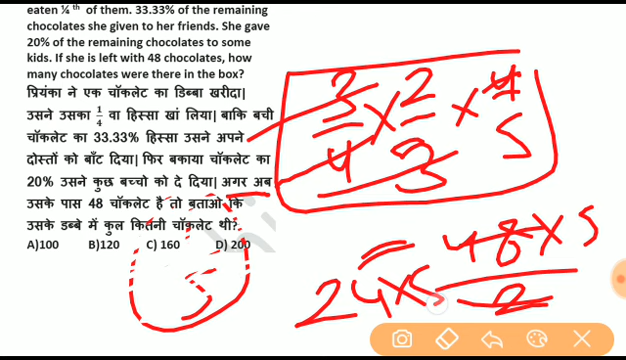 eaten ¼ th of them. 33.33% of the remaining
chocolates she given to her friends. She gave
20% of the remaining chocolates to some
kids. If she is left with 48 chocolates, how
many chocolates were there in the box?
प्रियंका ने एक चॉकलेट का डिब्बा खरीदा|
उसने उसका 1/4 वा हिस्सा खां लिया| बाकि बची
चॉकलेट का 33.33% हिस्सा उसने अपने
दोस्तों को बाँट दिया| फिर बकाया चॉकलेट का
20% उसने कुछ बच्चो को दे दिया| अगर अब
उसके पास 48 चॉकलेट है तो बताओ कि
उसके डब्बे में कुल कितनी चॉकलेट थी?
A)100 B)120 C) 160 D) 200
3/4 × 2/3 × 4/5
48×5/2
24×5